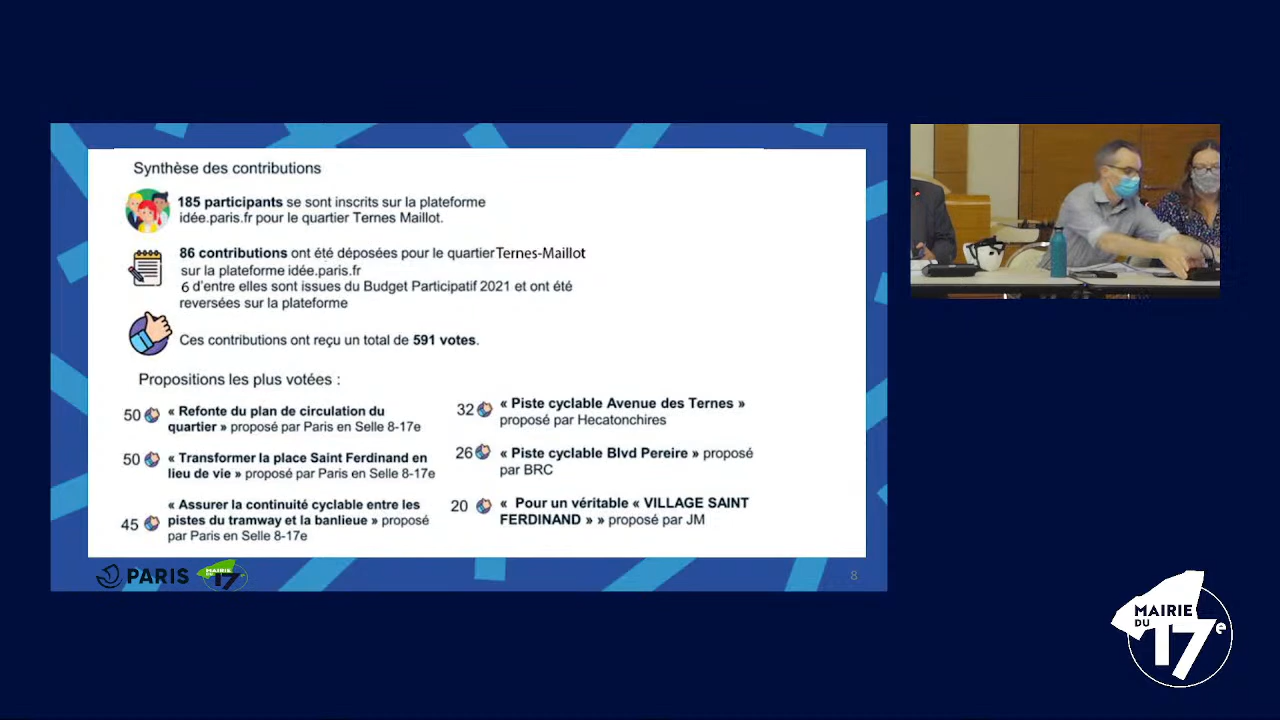 Synthèse des contributions
185 participants se sont inscrits sur la plateforme
idée.paris.fr pour le quartier Ternes Maillot.
86 contributions ont été déposées pour le quartier Ternes-Maillot
sur la plateforme idée.paris.fr
6 d'entre elles sont issues du Budget Participatif 2021 et ont été
reversées sur la plateforme
Ces contributions ont reçu un total de 591 votes.
Propositions les plus votées :
50 « Refonte du plan de circulation du
quartier » proposé par Paris en Selle 8-17e
50 « Transformer la place Saint Ferdinand en
lieu de vie » proposé par Paris en Selle 8-17e
« Assurer la continuité cyclable entre les
45 pistes du tramway et la banlieue » proposé
par Paris en Selle 8-17e
32 « Piste cyclable Avenue des Ternes »
proposé par Hecatonchires
26 « Piste cyclable Blvd Pereire » proposé
par BRC
20 « Pour un véritable « VILLAGE SAINT
FERDINAND » » proposé par JM
PARIS MAIRIE DU 17e
8
MAIRIE
DU
17e